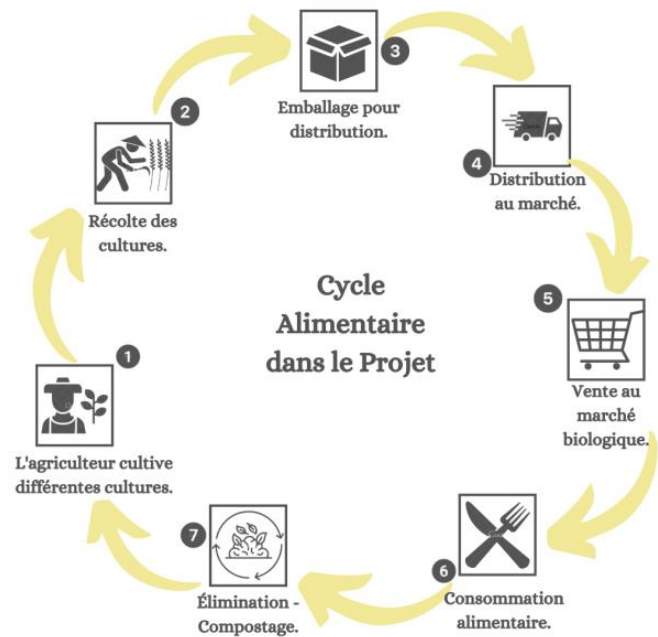 Cycle
Alimentaire
dans le Projet
1
L'agriculteur cultive
différentes cultures.
2
Récolte des
cultures.
3
Emballage pour
distribution.
4
Distribution
au marché.
5
Vente au
marché
biologique.
6
Consommation
alimentaire.
7
Élimination -
Compostage.